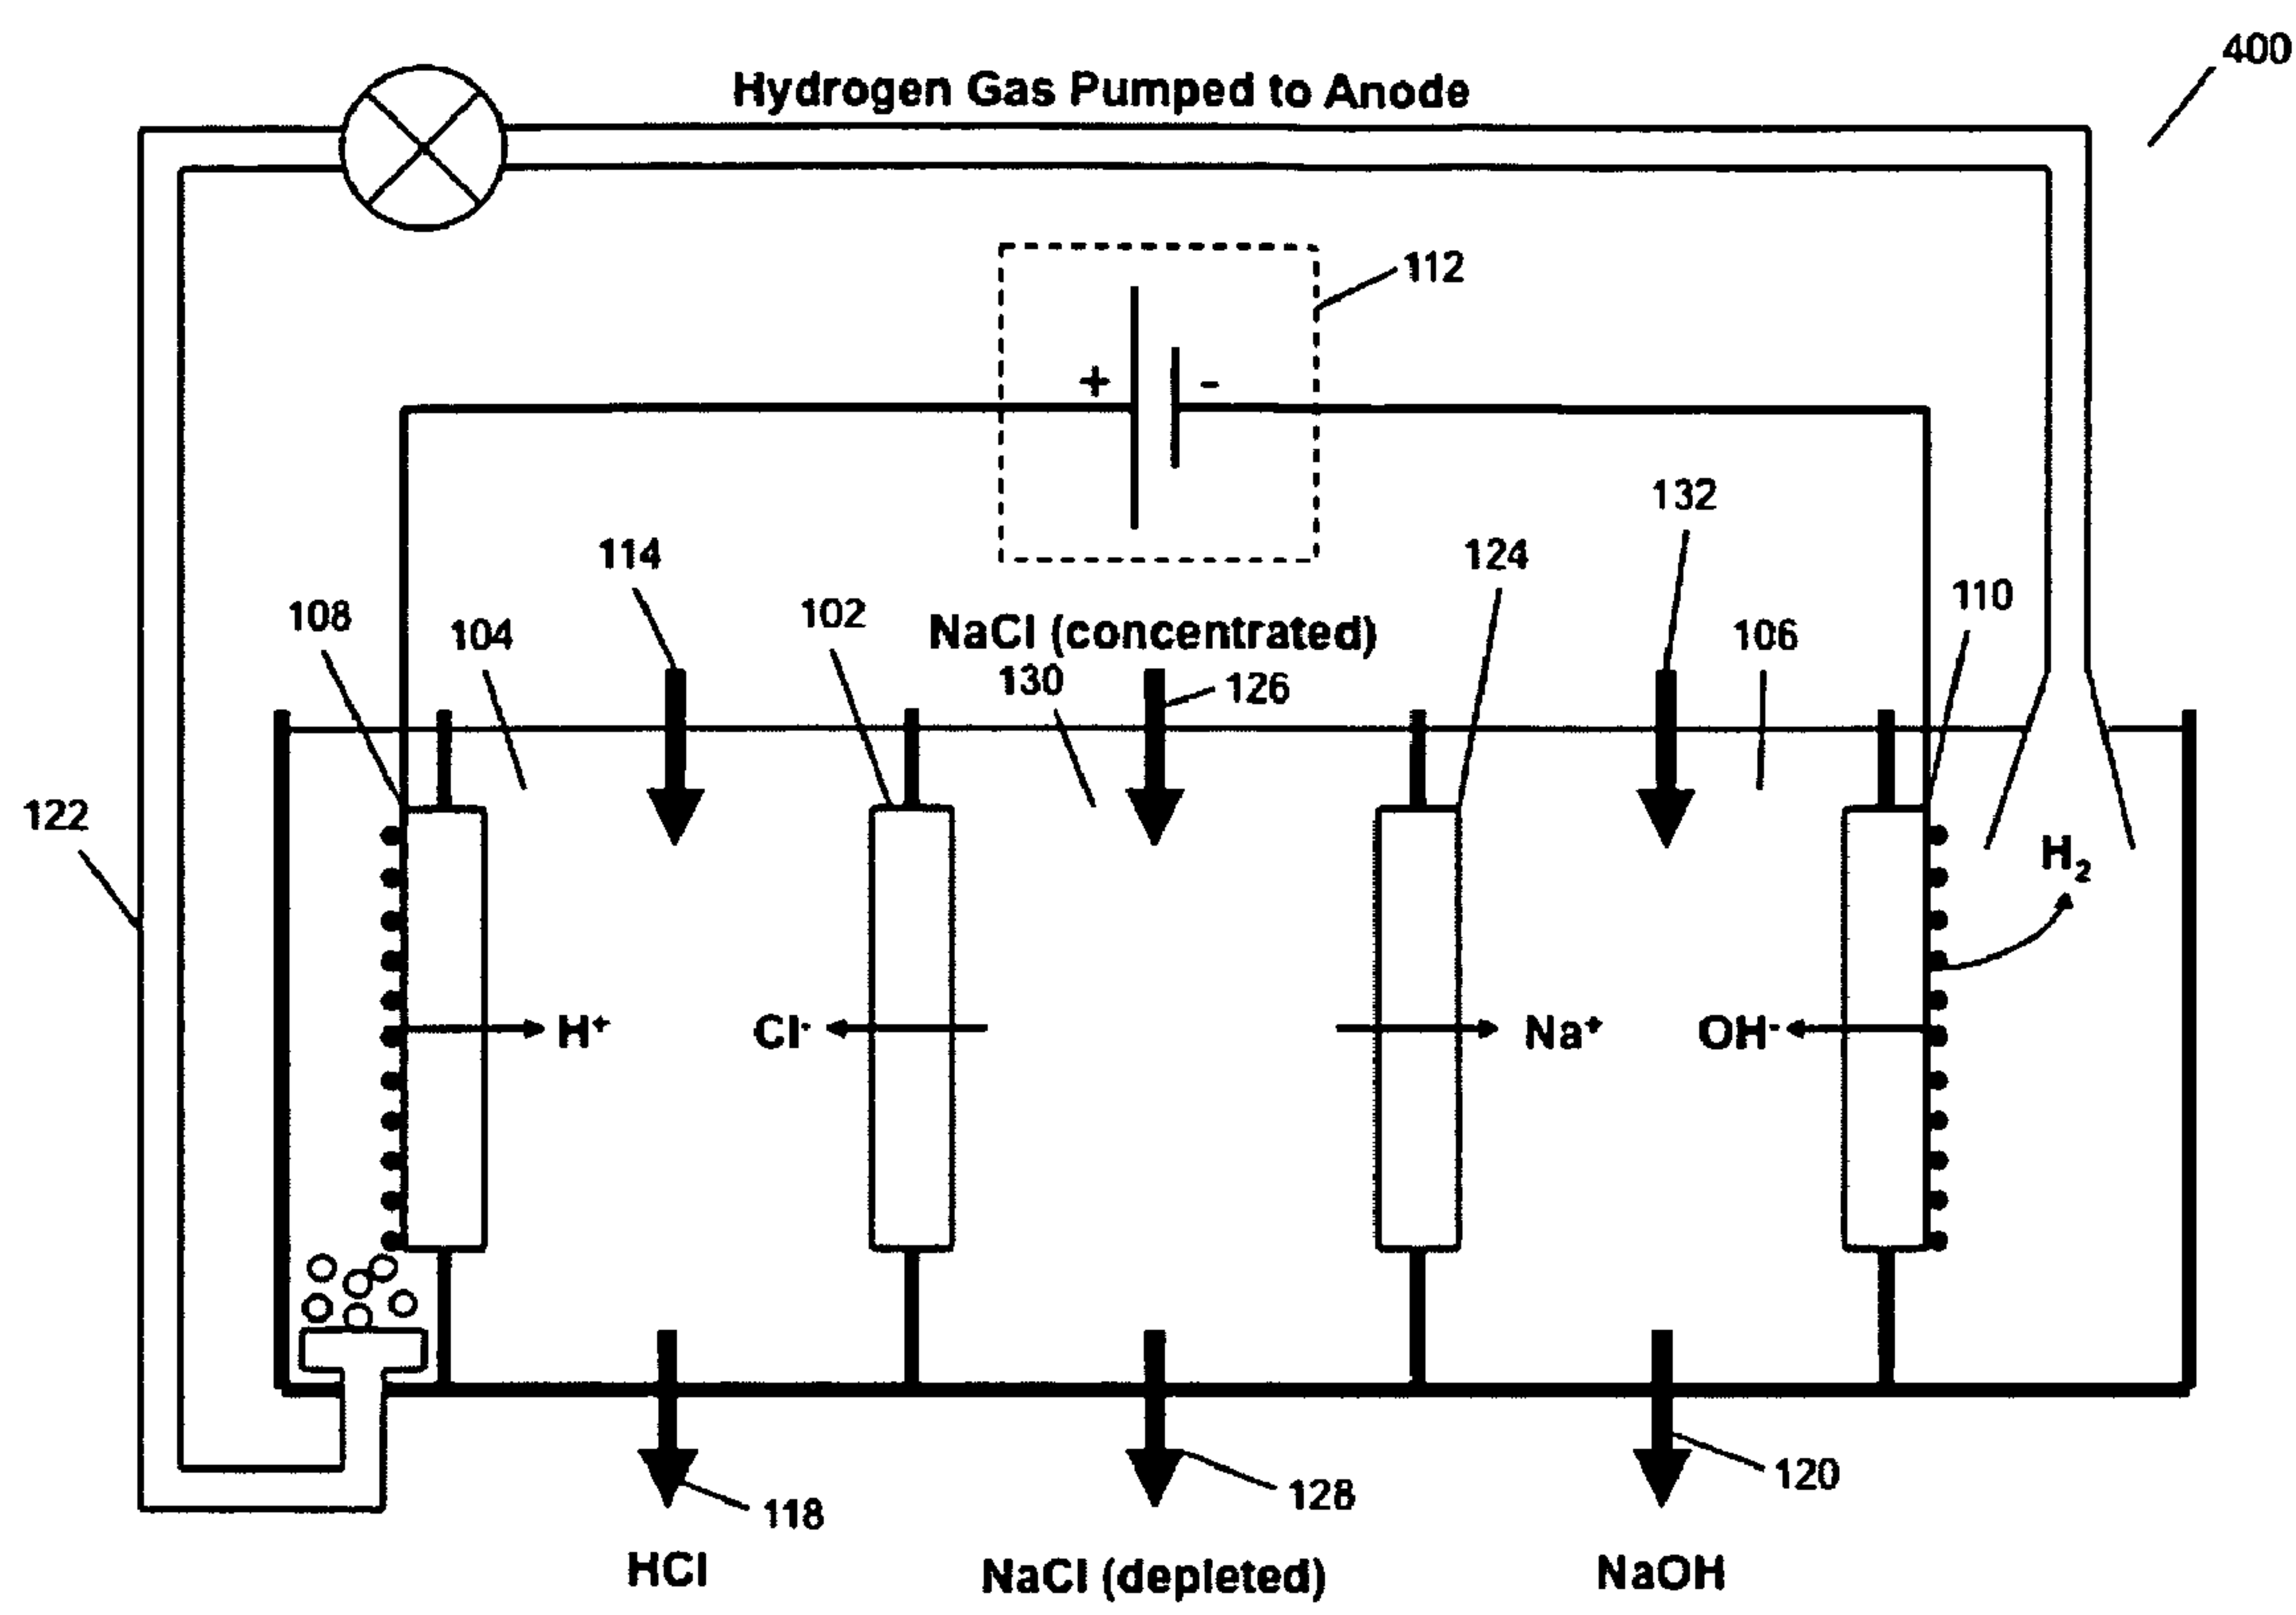 400
Hydrogen Gas Pumped to Anode
112
+ -
132
114
124
110
108
102
104
NaCl (concentrated)
106
130
126
122
H2
H+
Cl-
Na+
OH-
120
128
118
HCl
NaCl (depleted)
NaOH